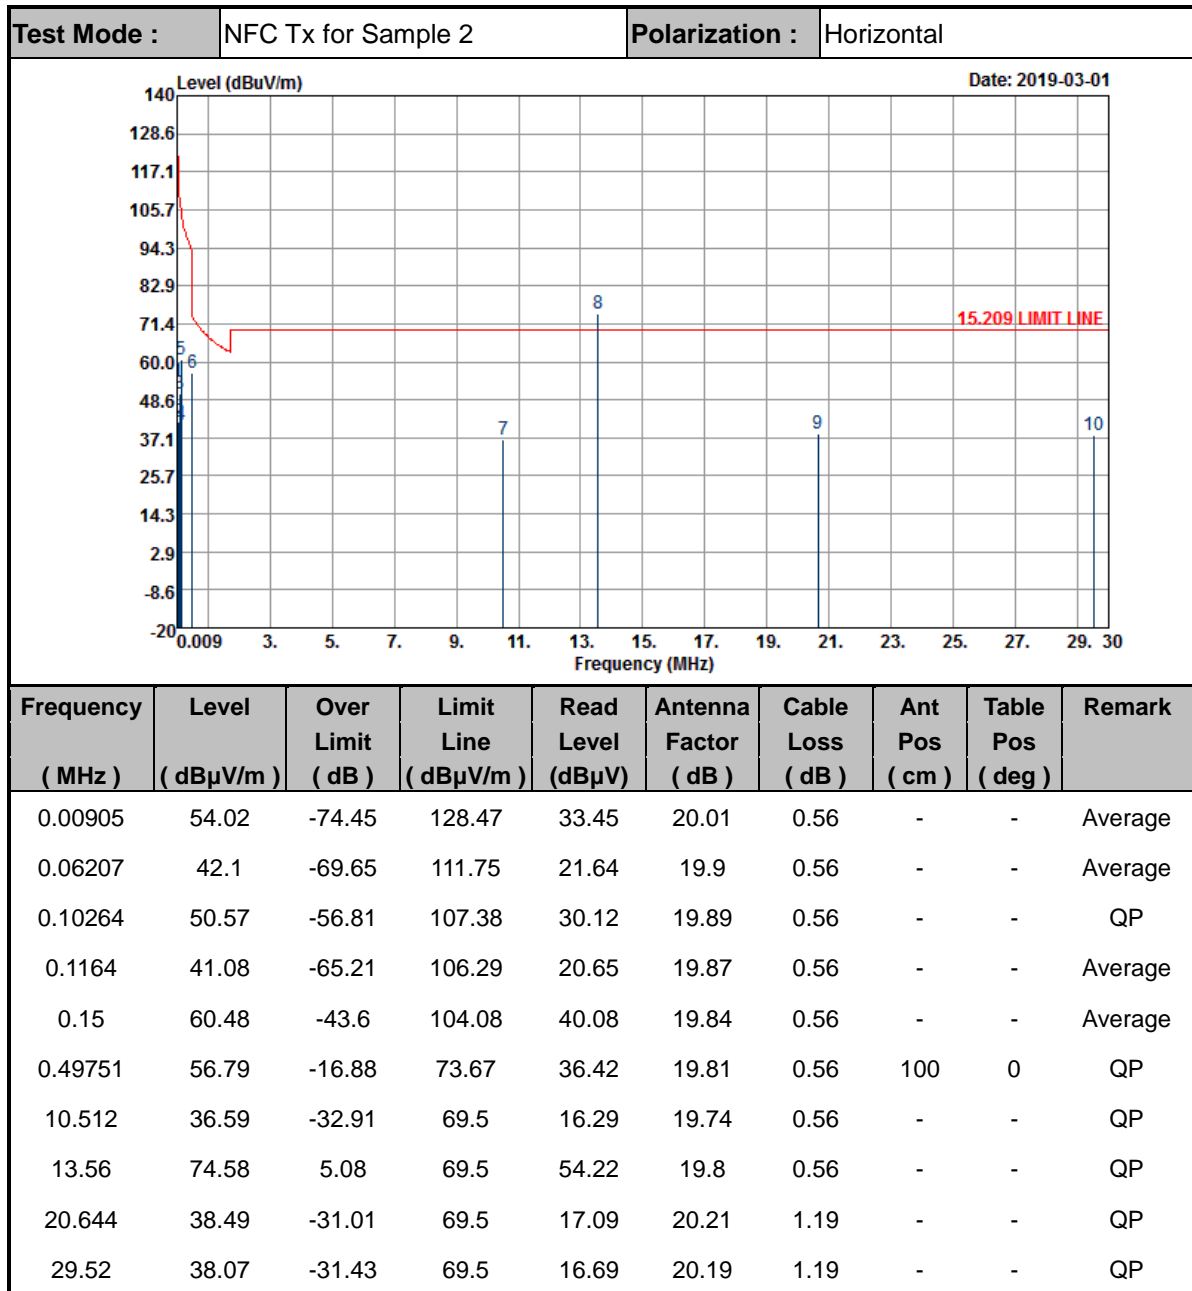 Test Mode : NFC Tx for Sample 2 Polarization : Horizontal
Level (dBuV/m) Date: 2019-03-01
140
128.6
117.1
105.7
94.3
82.9
71.4
60.0
48.6
37.1
25.7
14.3
2.9
-8.6
-20
15.209 LIMIT LINE
5
6
7
8
9
10
0.009 3. 5. 7. 9. 11. 13. 15. 17. 19. 21. 23. 25. 27. 29. 30
Frequency (MHz)
Frequency Level Over Limit Read Antenna Cable Ant Table Remark
Limit Line Level Factor Loss Pos Pos
( MHz ) ( dBµV/m ) ( dB ) ( dBµV/m ) (dBµV) ( dB ) ( dB ) ( cm ) ( deg )
0.00905 54.02 -74.45 128.47 33.45 20.01 0.56 - - Average
0.06207 42.1 -69.65 111.75 21.64 19.9 0.56 - - Average
0.10264 50.57 -56.81 107.38 30.12 19.89 0.56 - - QP
0.1164 41.08 -65.21 106.29 20.65 19.87 0.56 - - Average
0.15 60.48 -43.6 104.08 40.08 19.84 0.56 - - Average
0.49751 56.79 -16.88 73.67 36.42 19.81 0.56 100 0 QP
10.512 36.59 -32.91 69.5 16.29 19.74 0.56 - - QP
13.56 74.58 5.08 69.5 54.22 19.8 0.56 - - QP
20.644 38.49 -31.01 69.5 17.09 20.21 1.19 - - QP
29.52 38.07 -31.43 69.5 16.69 20.19 1.19 - - QP